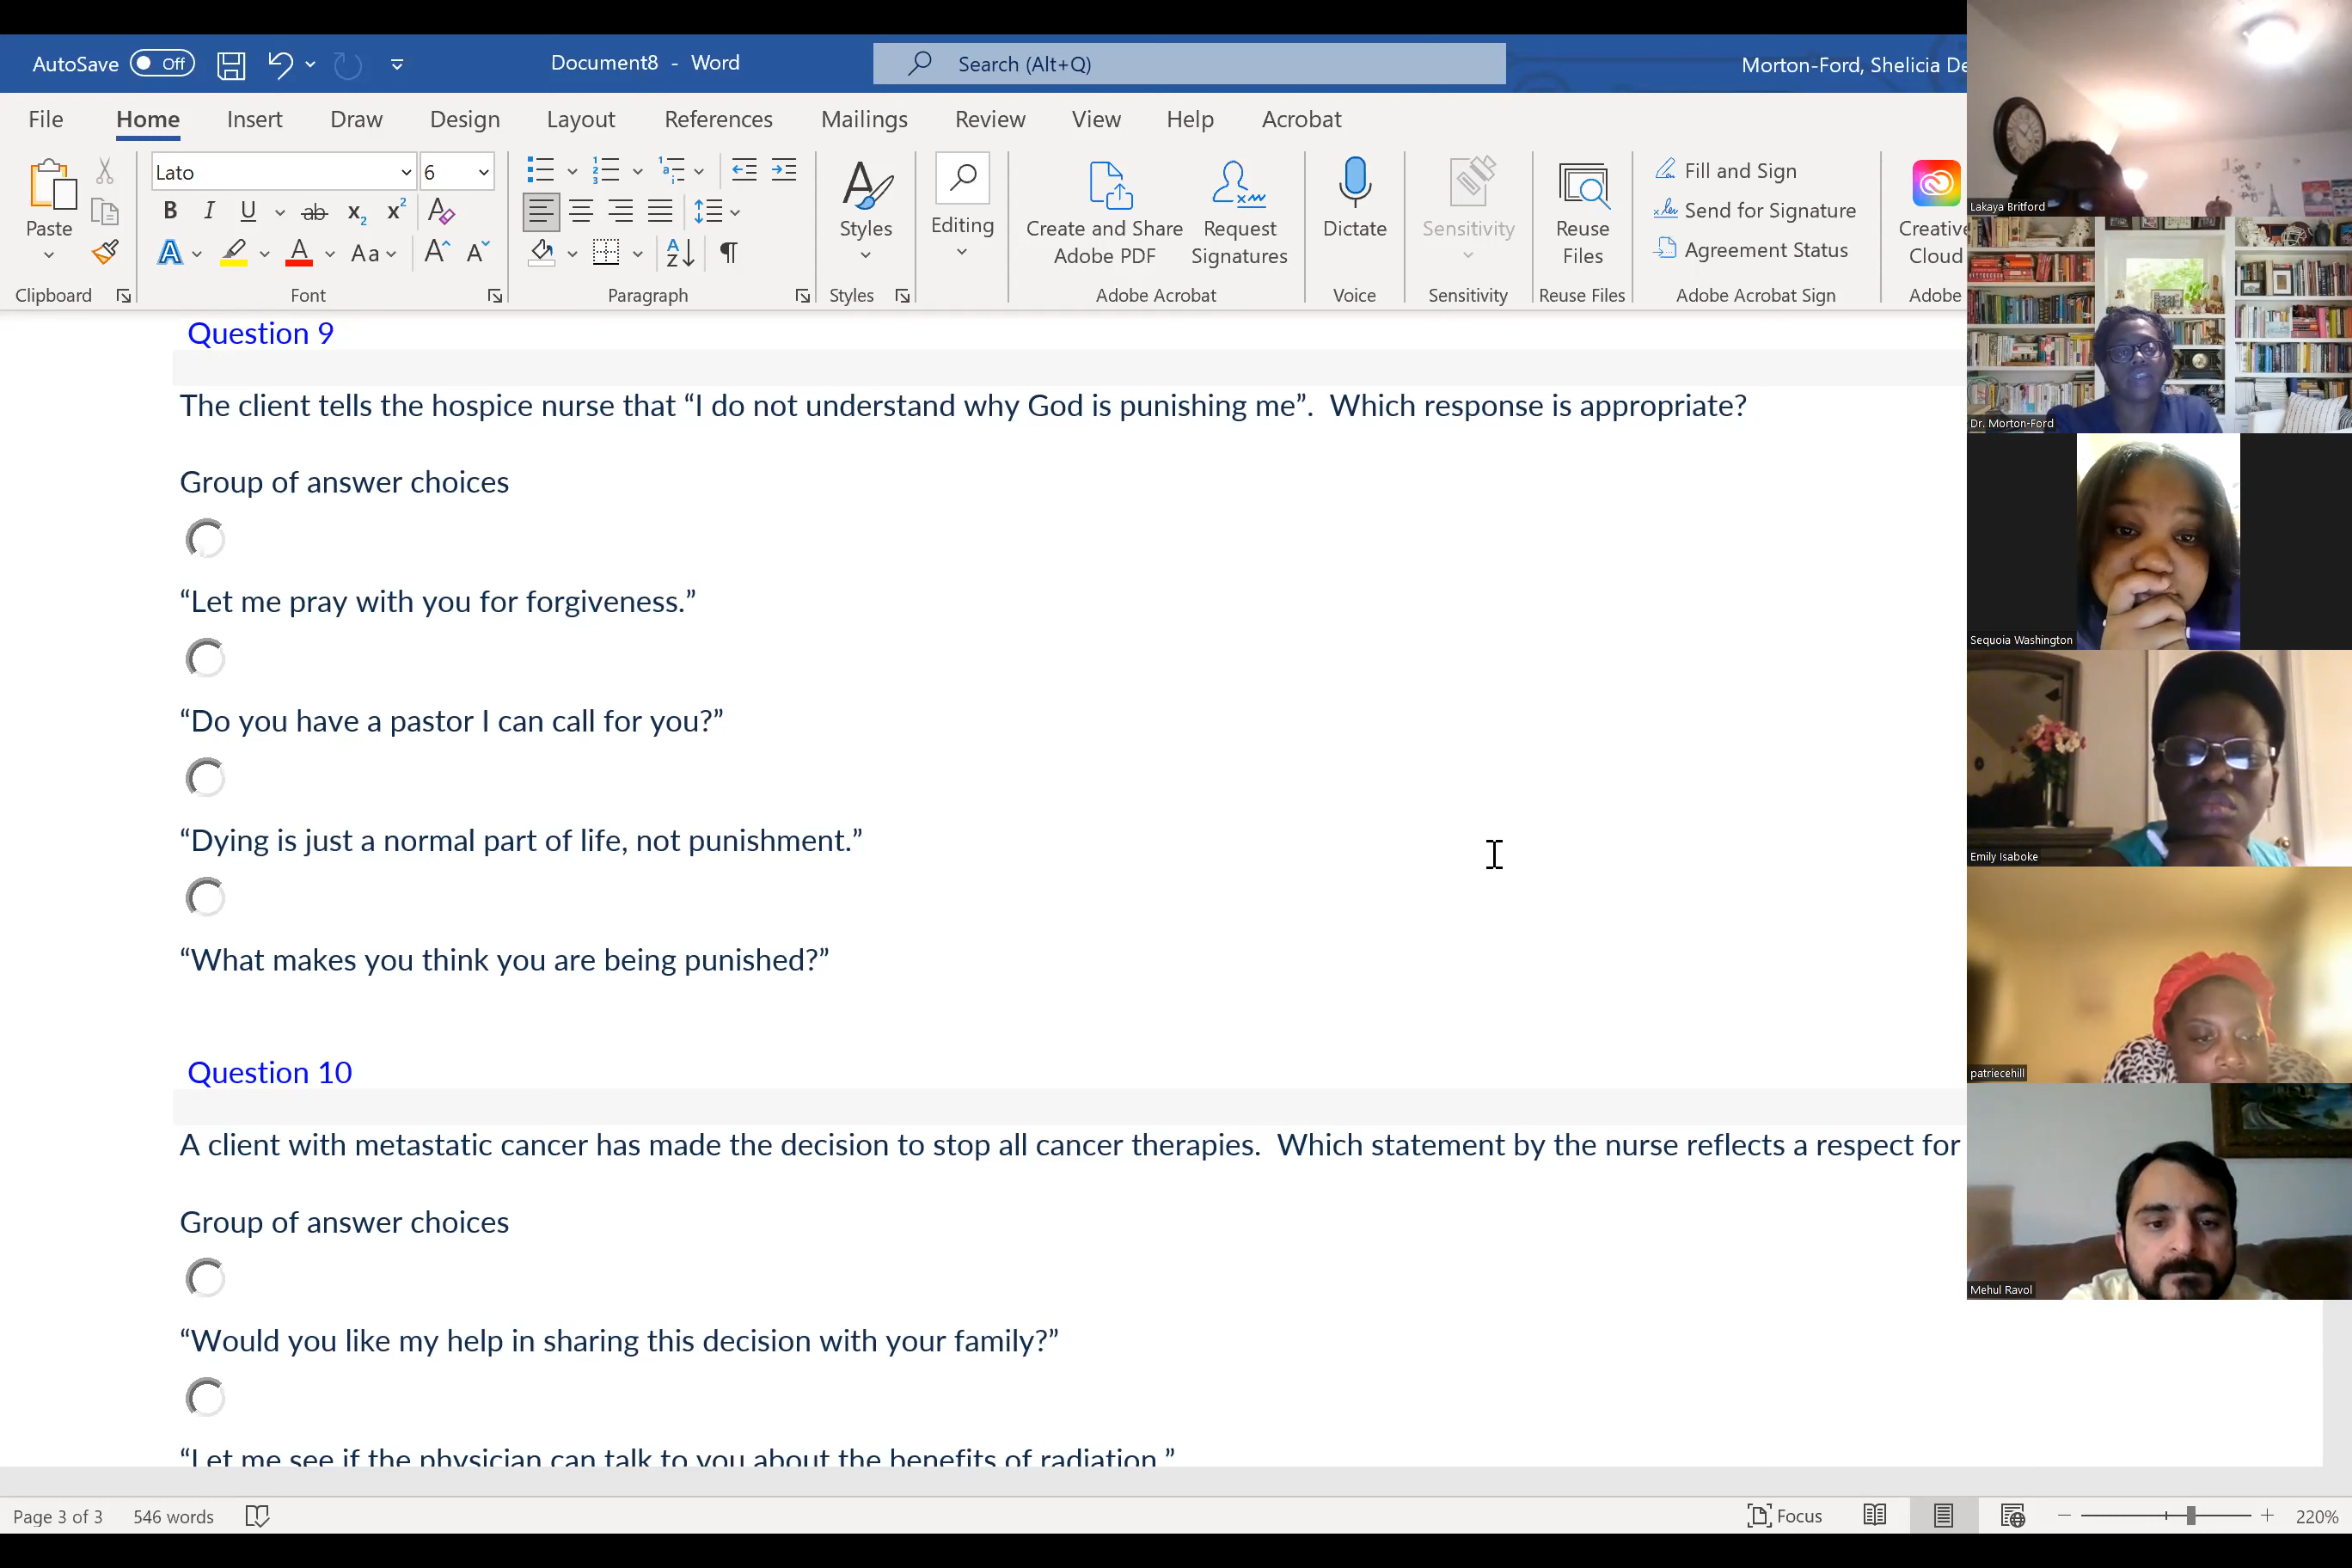 AutoSave Off Document8 - Word Search (Alt+Q) Morton-Ford, Shelicia De
File Home Insert Draw Design Layout References Mailings Review View Help Acrobat
Lato 6
Paste
Clipboard
B I U ab x₂ x² A
A A Aa A A
Font
A Z ¶
Paragraph
Styles
Styles
Editing
Create and Share
Adobe PDF
Request
Signatures
Adobe Acrobat
Dictate
Voice
Sensitivity
Sensitivity
Reuse
Files
Reuse Files
Fill and Sign
Send for Signature
Agreement Status
Adobe Acrobat Sign
Creative
Cloud
Adobe
Question 9
The client tells the hospice nurse that “I do not understand why God is punishing me”.  Which response is appropriate?
Group of answer choices
“Let me pray with you for forgiveness.”
“Do you have a pastor I can call for you?”
“Dying is just a normal part of life, not punishment.”
“What makes you think you are being punished?”
Question 10
A client with metastatic cancer has made the decision to stop all cancer therapies.  Which statement by the nurse reflects a respect for
Group of answer choices
“Would you like my help in sharing this decision with your family?”
“Let me see if the physician can talk to you about the benefits of radiation.”
Page 3 of 3 546 words Focus 220%
Lakaya Britford
Dr. Morton-Ford
Sequoia Washington
Emily Isaboke
patriecehill
Mehul Ravol